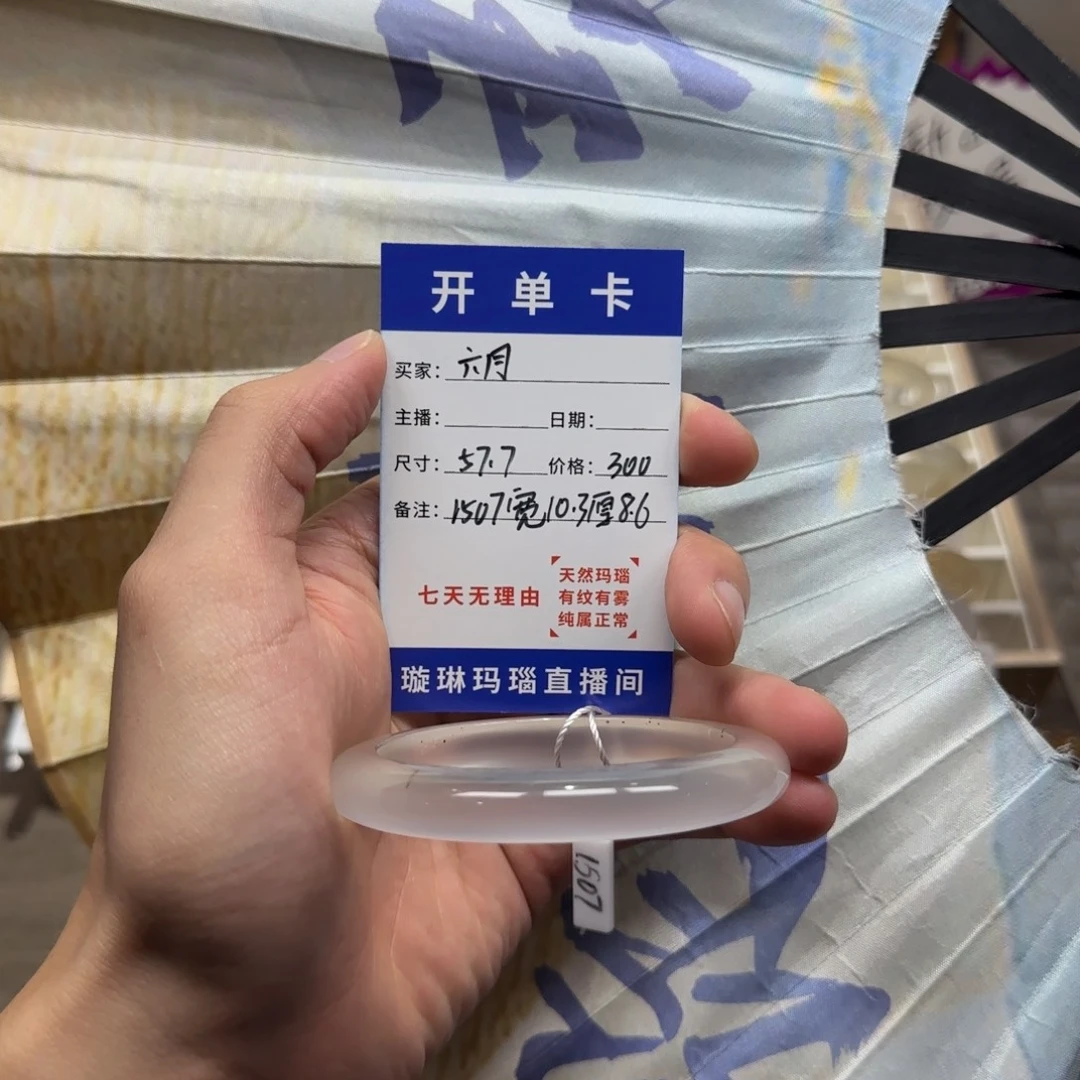 开单卡
买家：六月
主播： 日期：
尺寸：57.7 价格：300
备注：1507宽10.3厚8.6
七天无理由
天然玛瑙
有纹有雾
纯属正常
璇琳玛瑙直播间
1507